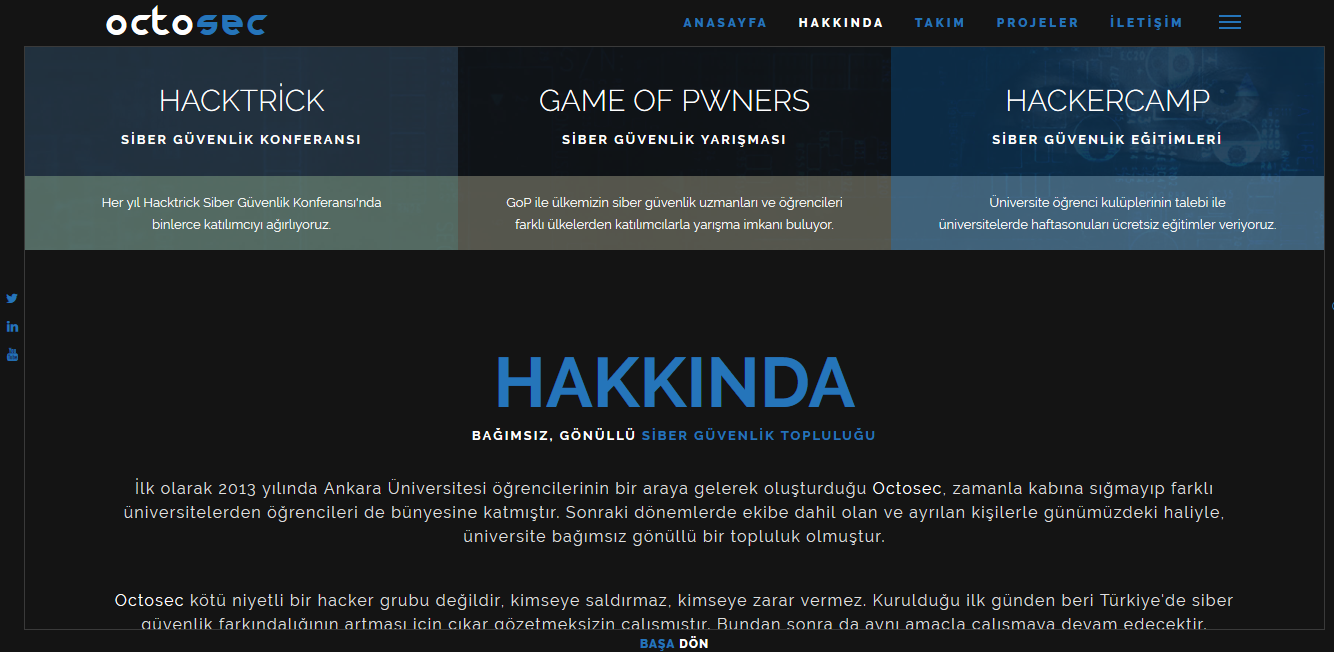 octosec
ANASAYFA HAKKINDA TAKIM PROJELER İLETİŞİM
HACKTRİCK
SİBER GÜVENLİK KONFERANSI
Her yıl Hacktrick Siber Güvenlik Konferansı'nda
binlerce katılımcıyı ağırlıyoruz.
GAME OF PWNERS
SİBER GÜVENLİK YARIŞMASI
GoP ile ülkemizin siber güvenlik uzmanları ve öğrencileri
farklı ülkelerden katılımcılarla yarışma imkanı buluyor.
HACKERCAMP
SİBER GÜVENLİK EĞİTİMLERİ
Üniversite öğrenci kulüplerinin talebi ile
üniversitelerde haftasonuları ücretsiz eğitimler veriyoruz.
HAKKINDA
BAĞIMSIZ, GÖNÜLLÜ SİBER GÜVENLİK TOPLULUĞU
İlk olarak 2013 yılında Ankara Üniversitesi öğrencilerinin bir araya gelerek oluşturduğu Octosec, zamanla kabına sığmayıp farklı
üniversitelerden öğrencileri de bünyesine katmıştır. Sonraki dönemlerde ekibe dahil olan ve ayrılan kişilerle günümüzdeki haliyle,
üniversite bağımsız gönüllü bir topluluk olmuştur.
Octosec kötü niyetli bir hacker grubu değildir, kimseye saldırmaz, kimseye zarar vermez. Kurulduğu ilk günden beri Türkiye'de siber
güvenlik farkındalığının artması için çıkar gözetmeksizin çalışmıştır. Bundan sonra da aynı amaçla çalışmaya devam edecektir.
BAŞA DÖN